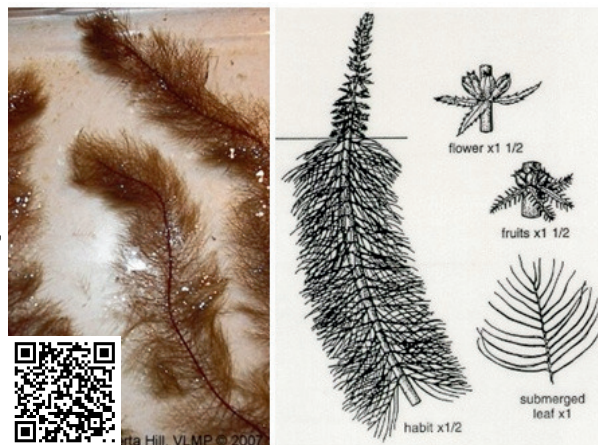 flower x1 1/2
fruits x1 1/2
submerged
leaf x1
habit x1/2
rta Hill, VLMP © 2007